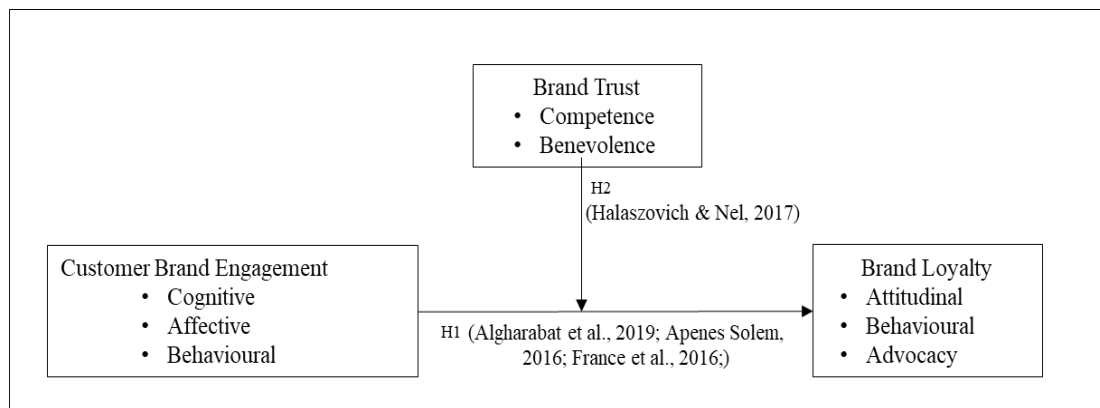 Brand Trust
• Competence
• Benevolence
H2
(Halaszovich & Nel, 2017)
Customer Brand Engagement
• Cognitive
• Affective
• Behavioural
Brand Loyalty
• Attitudinal
• Behavioural
• Advocacy
H1 (Algharabat et al., 2019; Apenes Solem,
2016; France et al., 2016;)